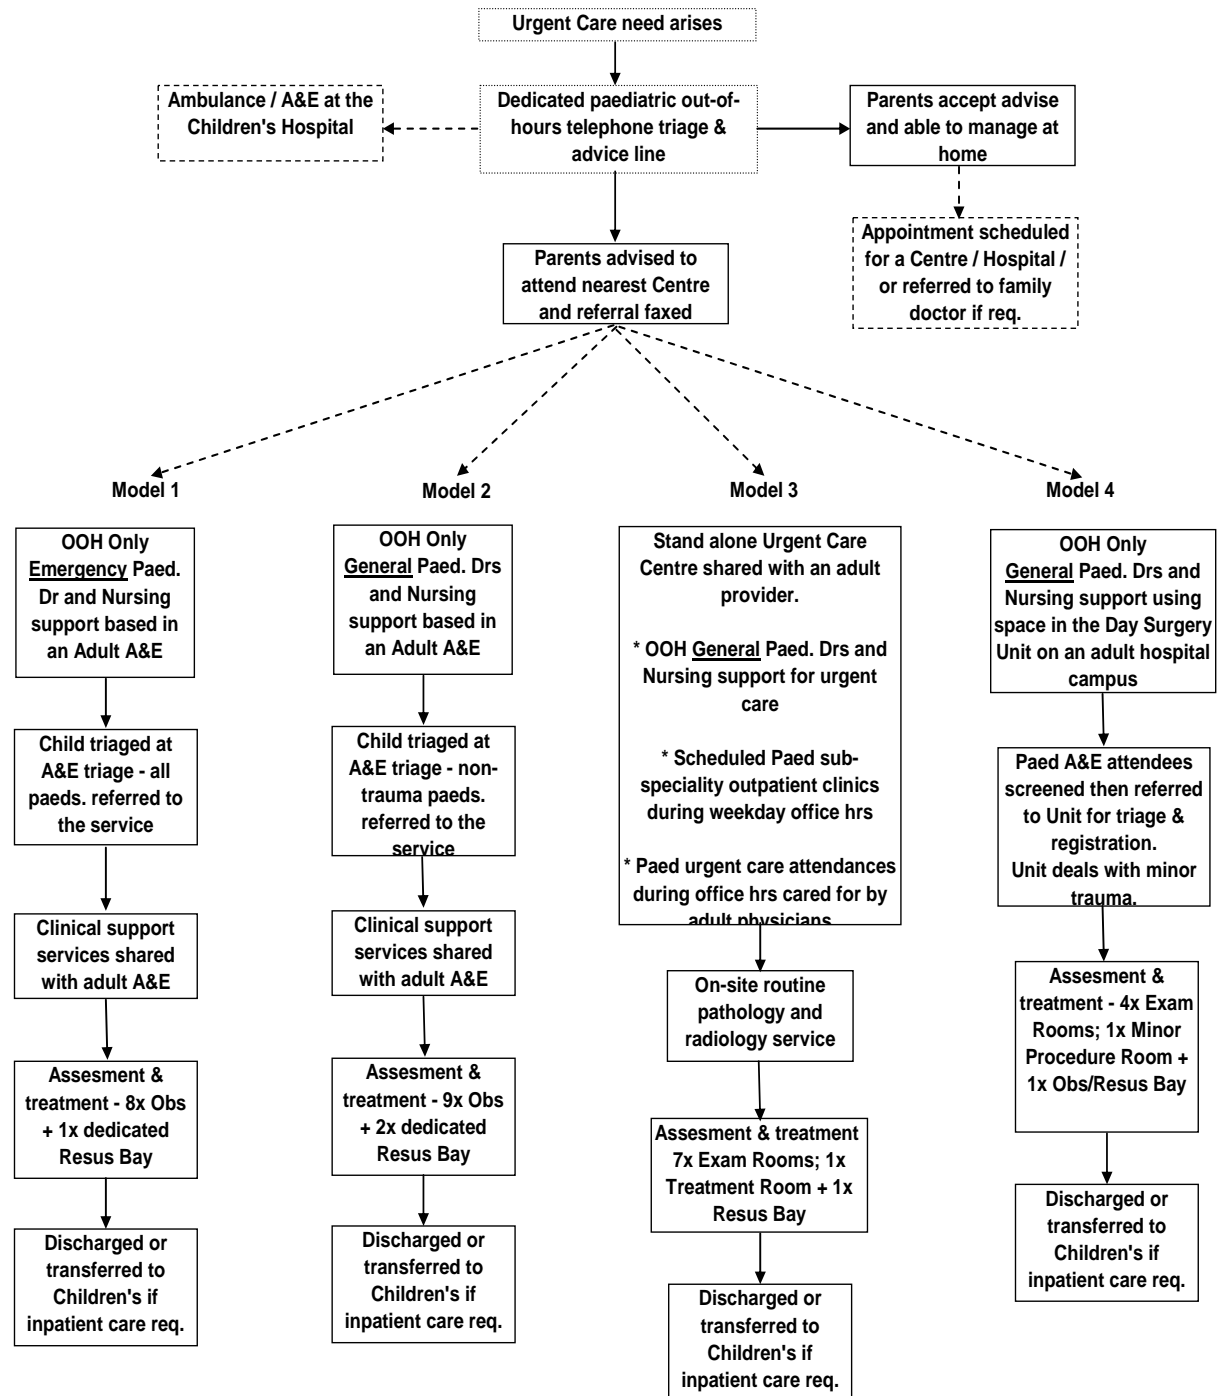 Urgent Care need arises
Ambulance / A&E at the
Children's Hospital
Dedicated paediatric out-of-
hours telephone triage &
advice line
Parents accept advise
and able to manage at
home
Appointment scheduled
for a Centre / Hospital /
or referred to family
doctor if req.
Parents advised to
attend nearest Centre
and referral faxed
Model 1
Model 2
Model 3
Model 4
OOH Only
Emergency Paed.
Dr and Nursing
support based in
an Adult A&E
Child triaged at
A&E triage - all
paeds. referred to
the service
Clinical support
services shared
with adult A&E
Assesment &
treatment - 8x Obs
+ 1x dedicated
Resus Bay
Discharged or
transferred to
Children's if
inpatient care req.
OOH Only
General Paed. Drs
and Nursing
support based in
an Adult A&E
Child triaged at
A&E triage - non-
trauma paeds.
referred to the
service
Clinical support
services shared
with adult A&E
Assesment &
treatment - 9x Obs
+ 2x dedicated
Resus Bay
Discharged or
transferred to
Children's if
inpatient care req.
Stand alone Urgent Care
Centre shared with an adult
provider.
* OOH General Paed. Drs and
Nursing support for urgent
care
* Scheduled Paed sub-
speciality outpatient clinics
during weekday office hrs
* Paed urgent care attendances
during office hrs cared for by
adult physicians
On-site routine
pathology and
radiology service
Assesment & treatment
7x Exam Rooms; 1x
Treatment Room + 1x
Resus Bay
Discharged or
transferred to
Children's if
inpatient care req.
OOH Only
General Paed. Drs and
Nursing support using
space in the Day Surgery
Unit on an adult hospital
campus
Paed A&E attendees
screened then referred
to Unit for triage &
registration.
Unit deals with minor
trauma.
Assesment &
treatment - 4x Exam
Rooms; 1x Minor
Procedure Room +
1x Obs/Resus Bay
Discharged or
transferred to
Children's if
inpatient care req.